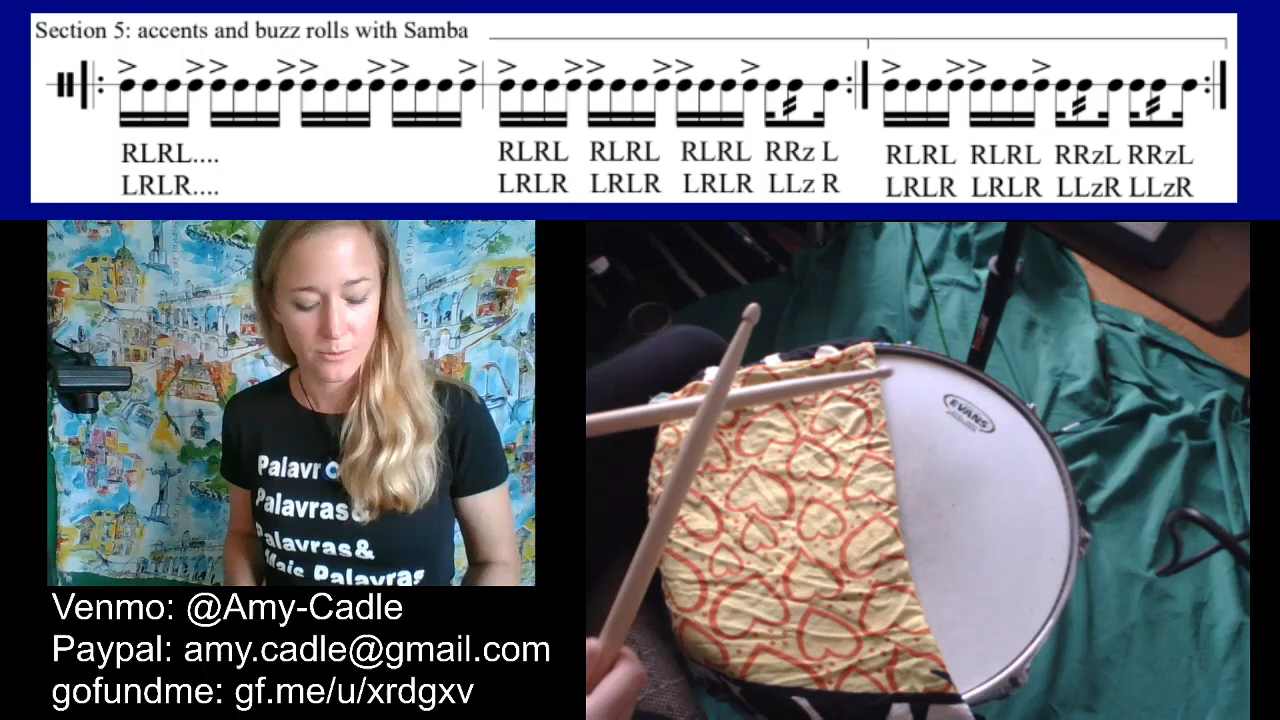 Section 5: accents and buzz rolls with Samba
RLRL.... RLRL RLRL RLRL RRz L RLRL RLRL RRzL RRzL
LRLR.... LRLR LRLR LRLR LLz R LRLR LRLR LLzR LLzR
Palavr
Palavras&
Palavras&
Mais Palavras
EVANS
Venmo: @Amy-Cadle
Paypal: amy.cadle@gmail.com
gofundme: gf.me/u/xrdgxv